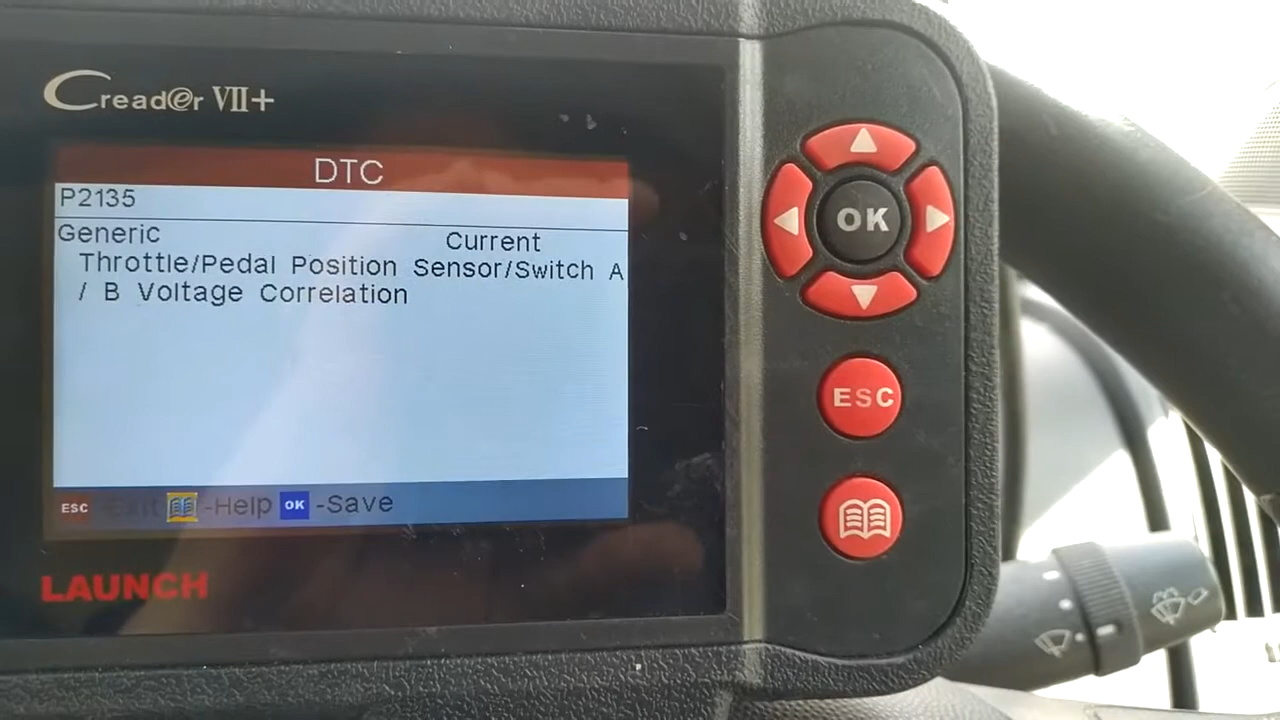 Creader VII+
DTC
P2135
Generic Current
Throttle/Pedal Position Sensor/Switch A
/ B Voltage Correlation
ESC -Exit -Help OK -Save
LAUNCH
OK
ESC